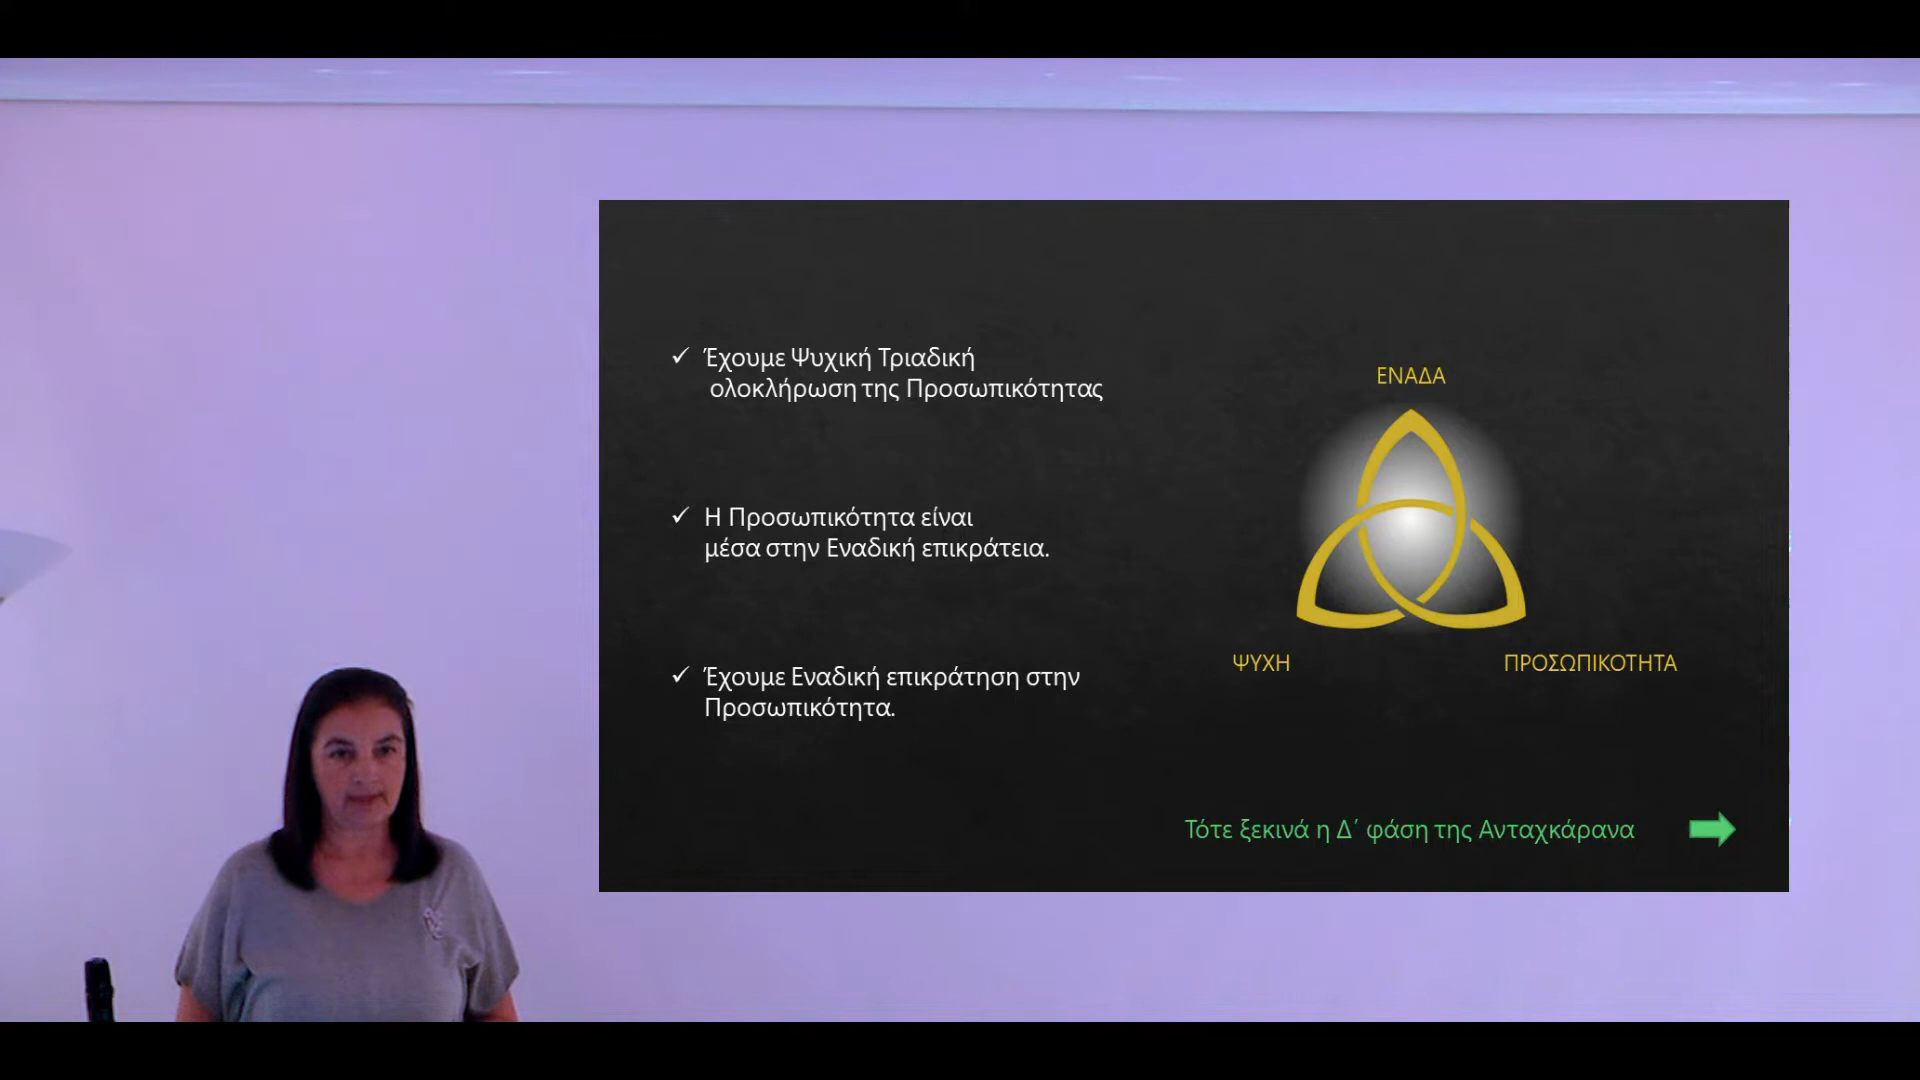 Έχουμε Ψυχική Τριαδική
ολοκλήρωση της Προσωπικότητας
Η Προσωπικότητα είναι
μέσα στην Εναδική επικράτεια.
Έχουμε Εναδική επικράτηση στην
Προσωπικότητα.
ΕΝΑΔΑ
ΨΥΧΗ
ΠΡΟΣΩΠΙΚΟΤΗΤΑ
Τότε ξεκινά η Δ΄ φάση της Ανταχκάρανα